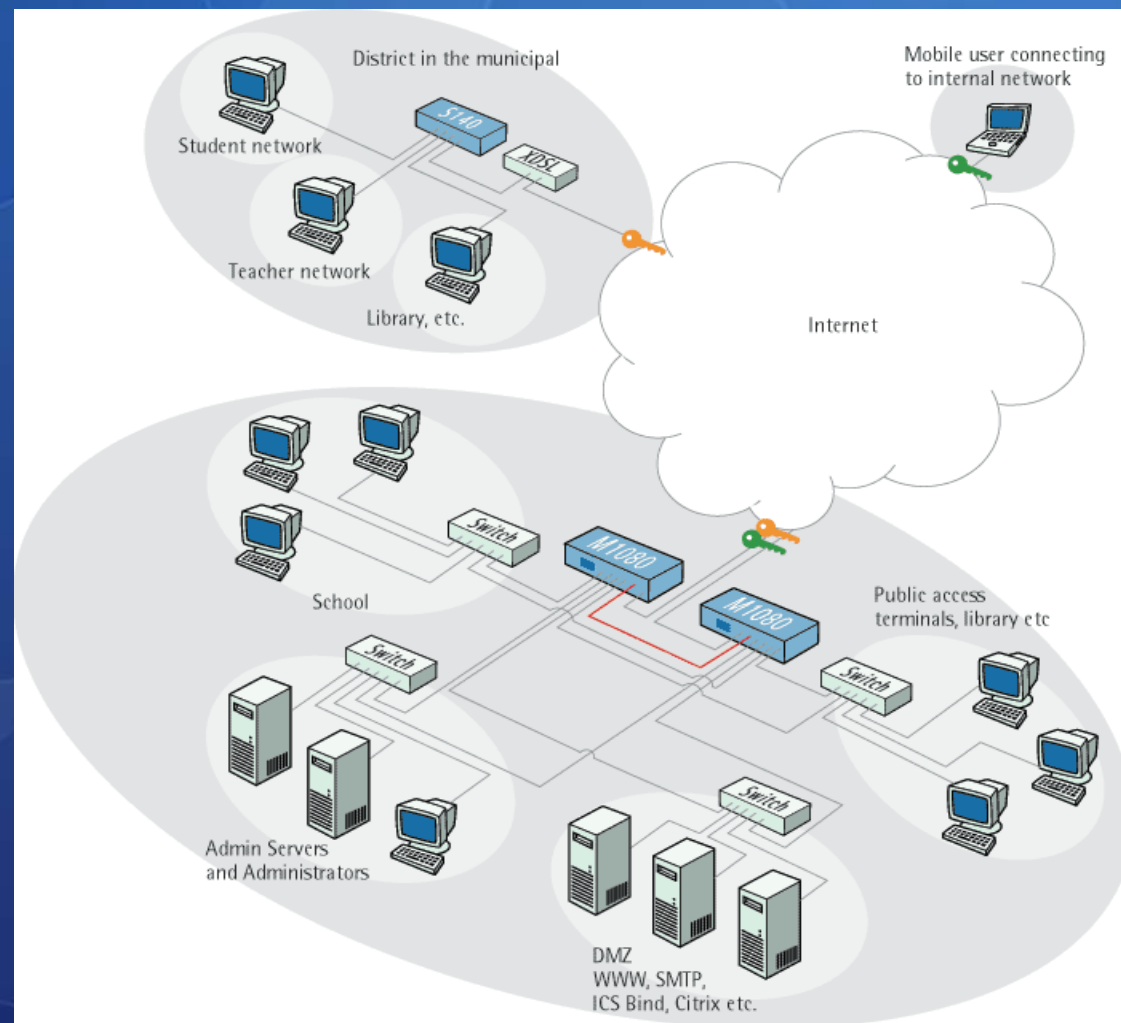 District in the municipal
Mobile user connecting
to internal network
S140
XDSL
Student network
Teacher network
Library, etc.
Internet
Switch
M1080
School
M1080
Public access
terminals, library etc
Switch
Switch
Switch
Admin Servers
and Administrators
DMZ
WWW, SMTP,
ICS Bind, Citrix etc.